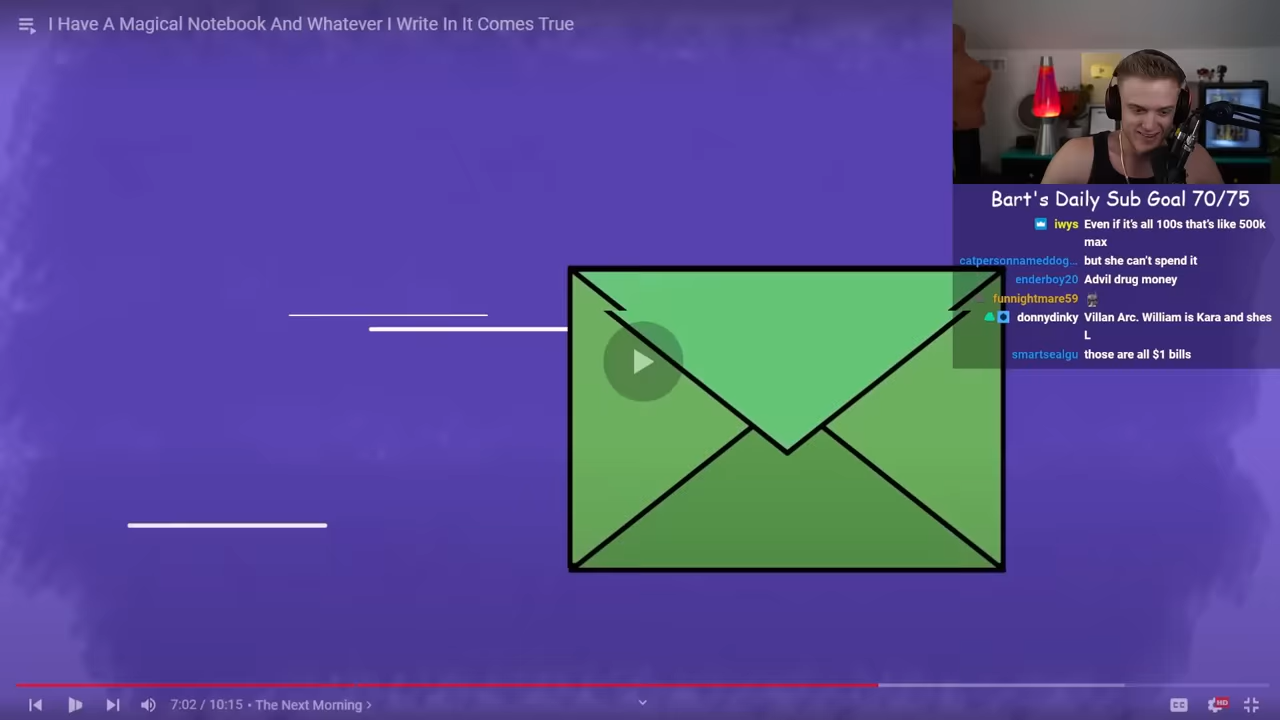 I Have A Magical Notebook And Whatever I Write In It Comes True
Bart's Daily Sub Goal 70/75
iwys Even if it's all 100s that's like 500k
max
catpersonnameddog... but she can't spend it
enderboy20 Advil drug money
funnightmare59
donnydinky Villan Arc. William is Kara and shes
L
smartsealgu those are all $1 bills
7:02 / 10:15 • The Next Morning >
CC
HD